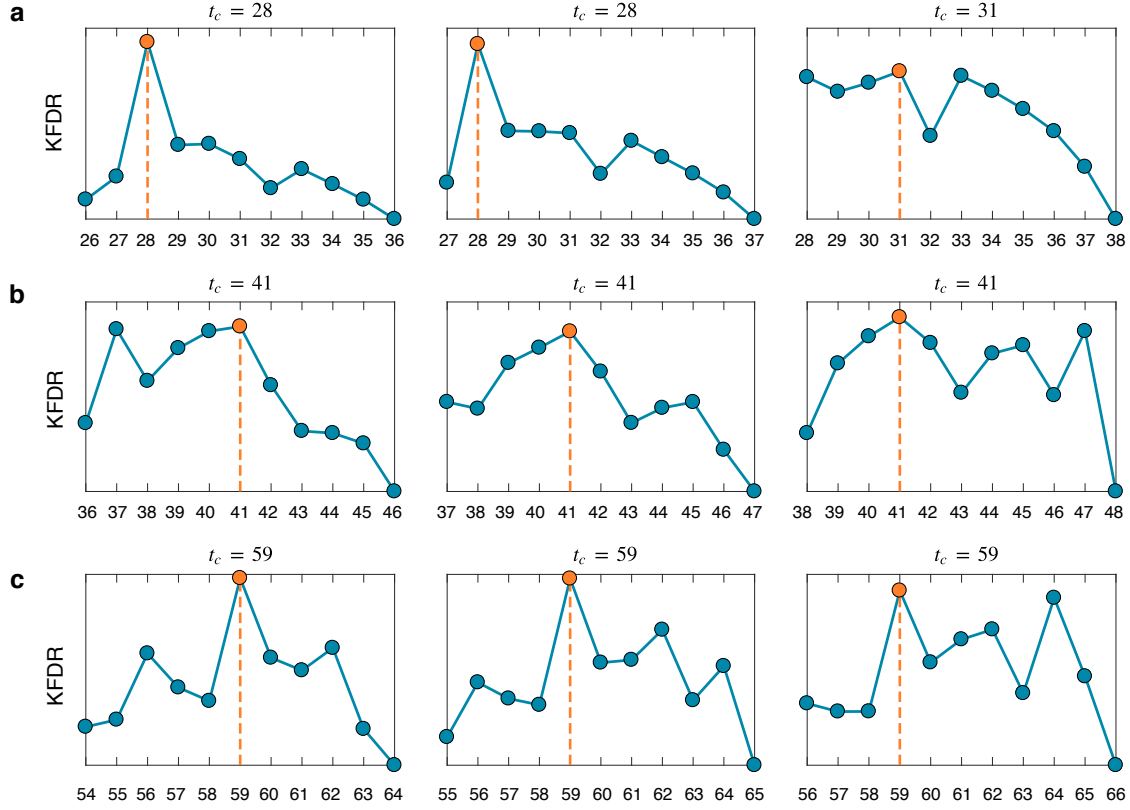 a
t_c = 28
t_c = 28
t_c = 31
KFDR
26 27 28 29 30 31 32 33 34 35 36
27 28 29 30 31 32 33 34 35 36 37
28 29 30 31 32 33 34 35 36 37 38
b
t_c = 41
t_c = 41
t_c = 41
KFDR
36 37 38 39 40 41 42 43 44 45 46
37 38 39 40 41 42 43 44 45 46 47
38 39 40 41 42 43 44 45 46 47 48
c
t_c = 59
t_c = 59
t_c = 59
KFDR
54 55 56 57 58 59 60 61 62 63 64
55 56 57 58 59 60 61 62 63 64 65
56 57 58 59 60 61 62 63 64 65 66